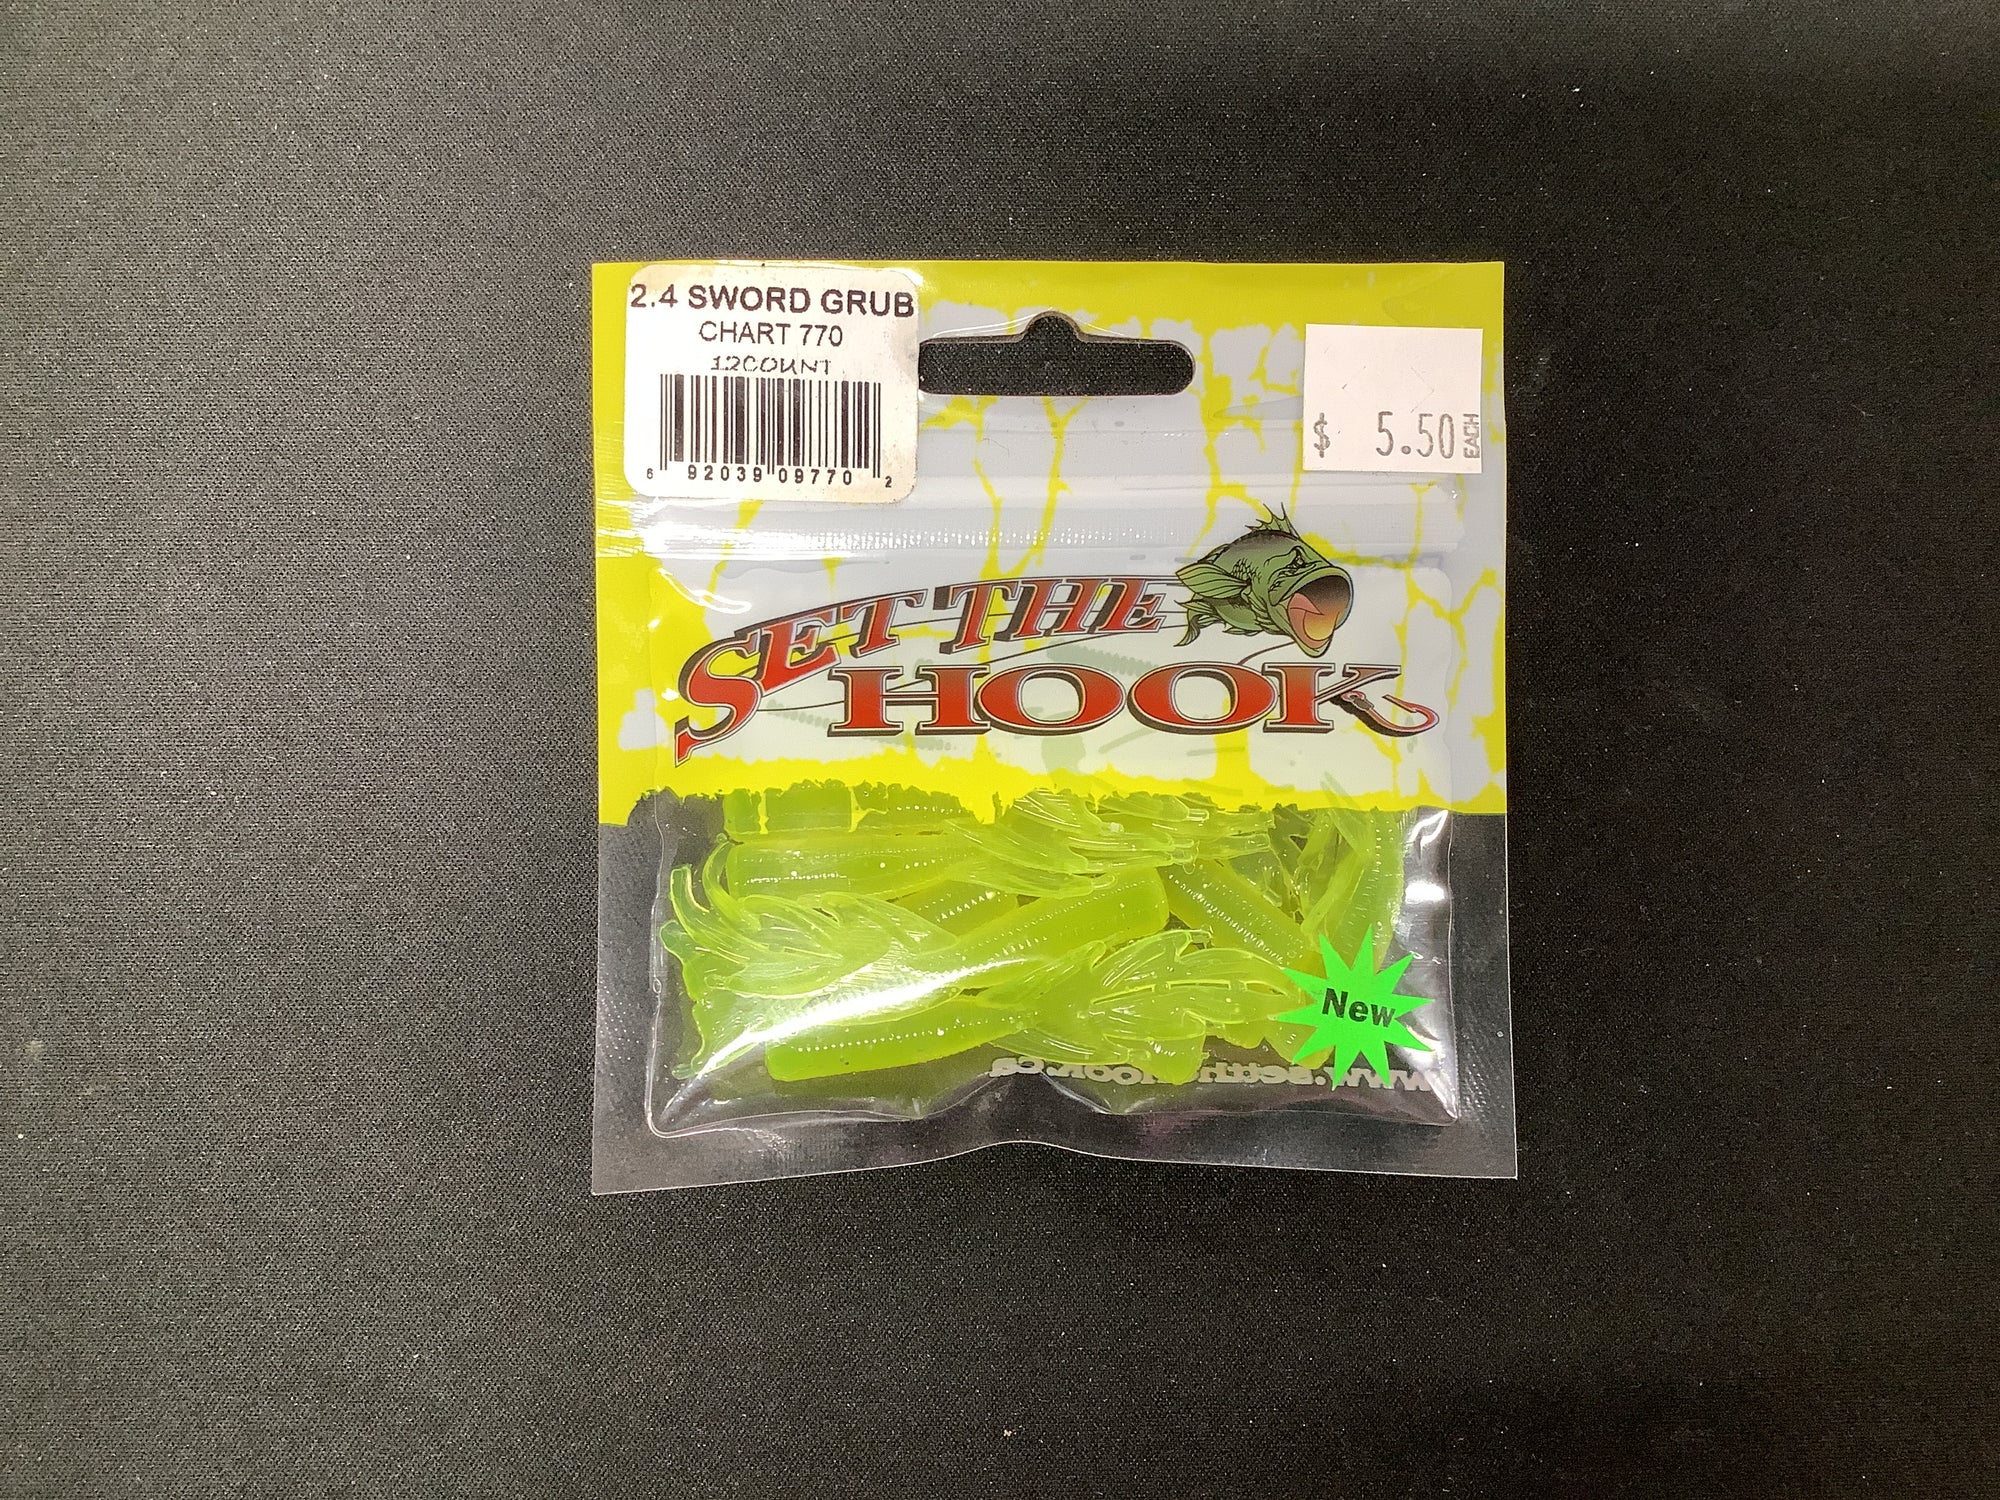 2.4 SWORD GRUB
CHART 770
12COUNT
6 92039 09770 2
$ 5.50 EACH
SET THE
HOOK
New